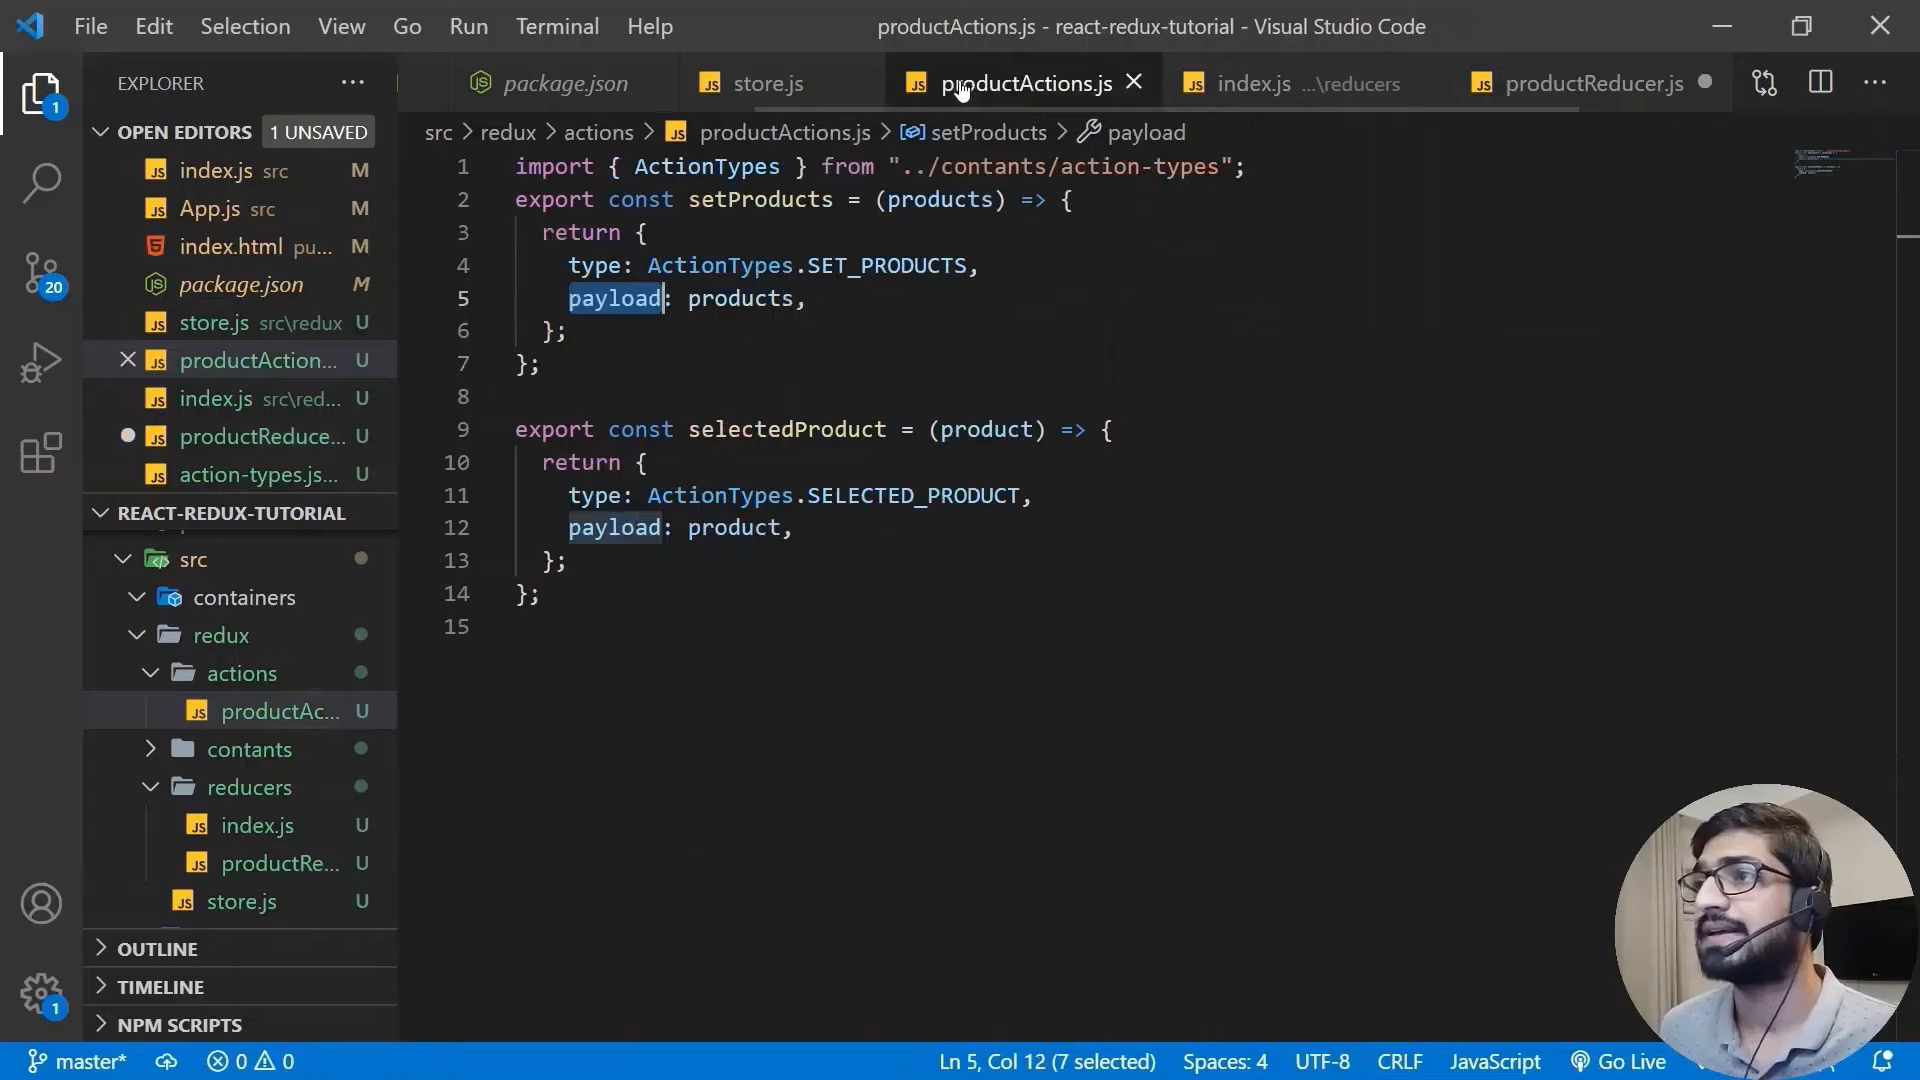 File Edit Selection View Go Run Terminal Help productActions.js - react-redux-tutorial - Visual Studio Code
EXPLORER
package.json store.js productActions.js index.js ...\reducers productReducer.js
OPEN EDITORS 1 UNSAVED
index.js src M
App.js src M
index.html pu... M
package.json M
store.js src\redux U
productAction... U
index.js src\red... U
productReduce... U
action-types.js... U
REACT-REDUX-TUTORIAL
src
containers
redux
actions
productAc... U
contants
reducers
index.js U
productRe... U
store.js U
OUTLINE
TIMELINE
NPM SCRIPTS
1
20
1
src > redux > actions > productActions.js > setProducts > payload
1 import { ActionTypes } from "../contants/action-types";
2 export const setProducts = (products) => {
3 return {
4 type: ActionTypes.SET_PRODUCTS,
5 payload: products,
6 };
7 };
8
9 export const selectedProduct = (product) => {
10 return {
11 type: ActionTypes.SELECTED_PRODUCT,
12 payload: product,
13 };
14 };
15
master* 0 0 Ln 5, Col 12 (7 selected) Spaces: 4 UTF-8 CRLF JavaScript Go Live